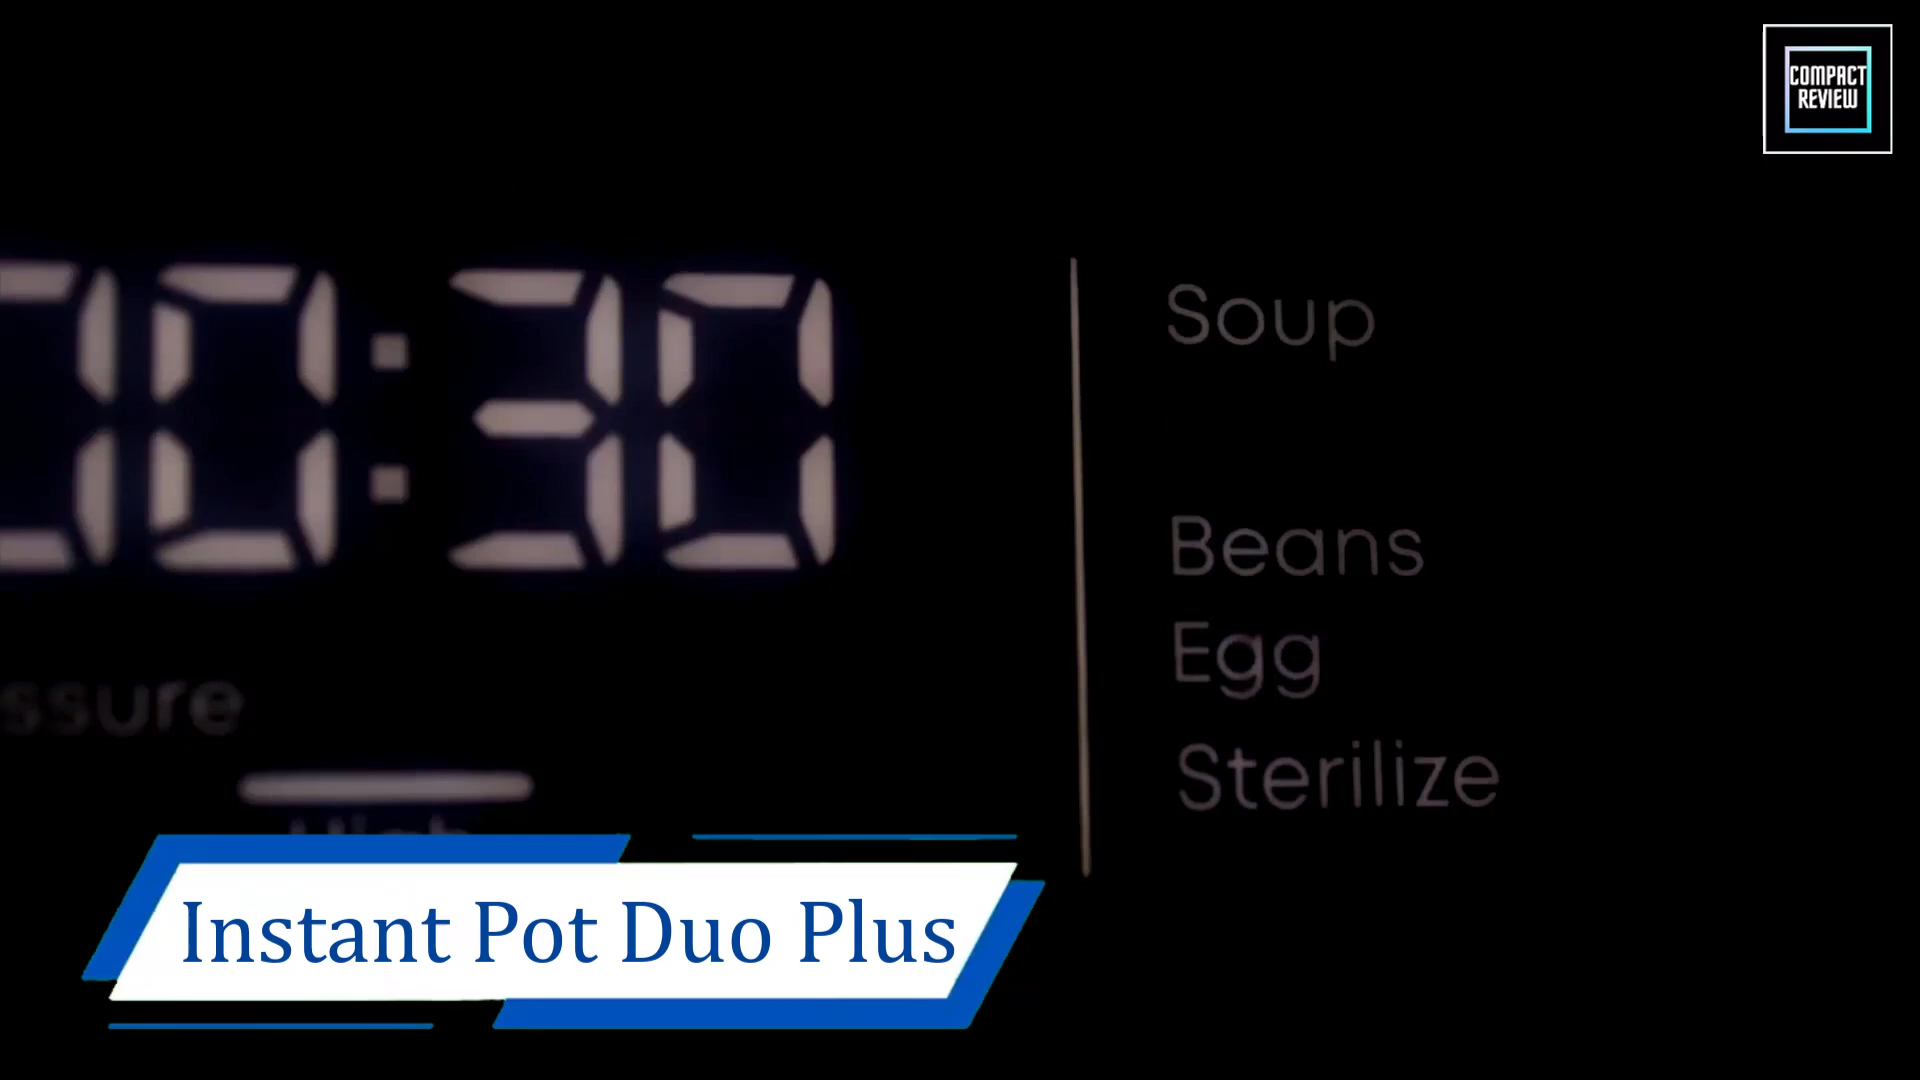 COMPACT
REVIEW
00:30
Soup
Beans
Egg
Sterilize
ssure
Instant Pot Duo Plus